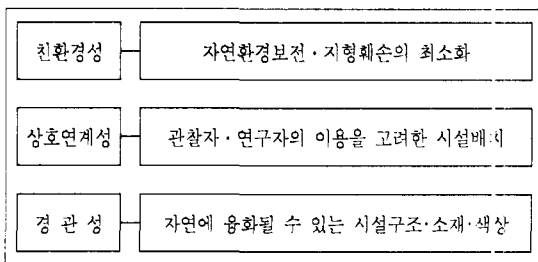 친환경성 자연환경보전·지형훼손의 최소화
상호연계성 관찰자·연구자의 이용을 고려한 시설배치
경 관 성 자연에 융화될 수 있는 시설구조·소재·색상